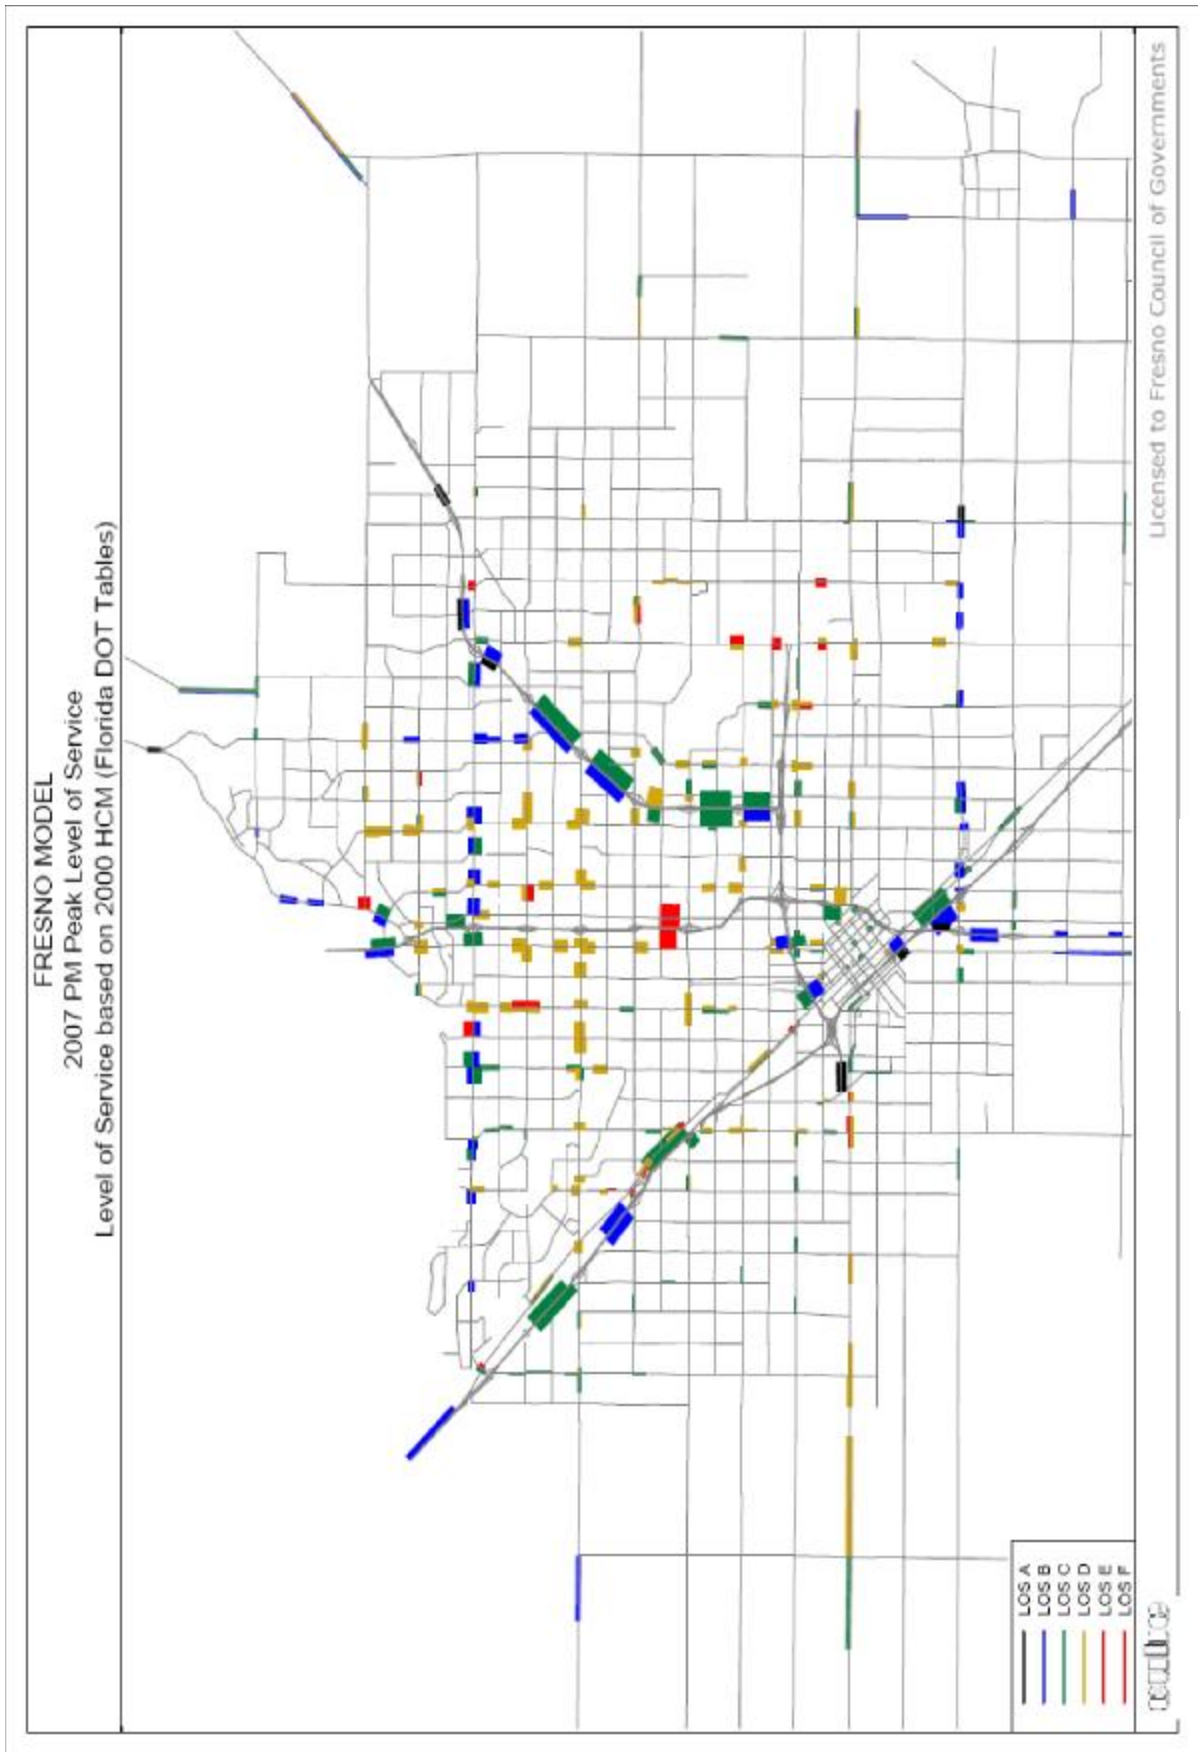 FRESNO MODEL
2007 PM Peak Level of Service
Level of Service based on 2000 HCM (Florida DOT Tables)
LOS A
LOS B
LOS C
LOS D
LOS E
LOS F
Licensed to Fresno Council of Governments